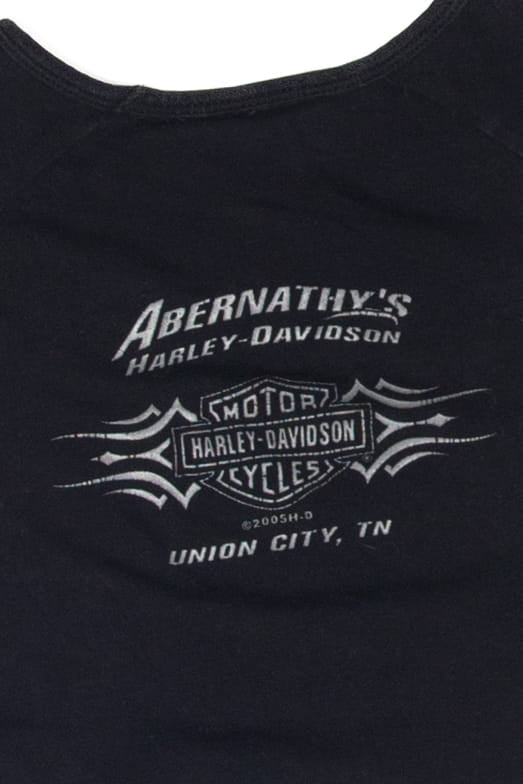 ABERNATHY'S
HARLEY-DAVIDSON
MOTOR
HARLEY-DAVIDSON
CYCLES
©2005H-D
UNION CITY, TN